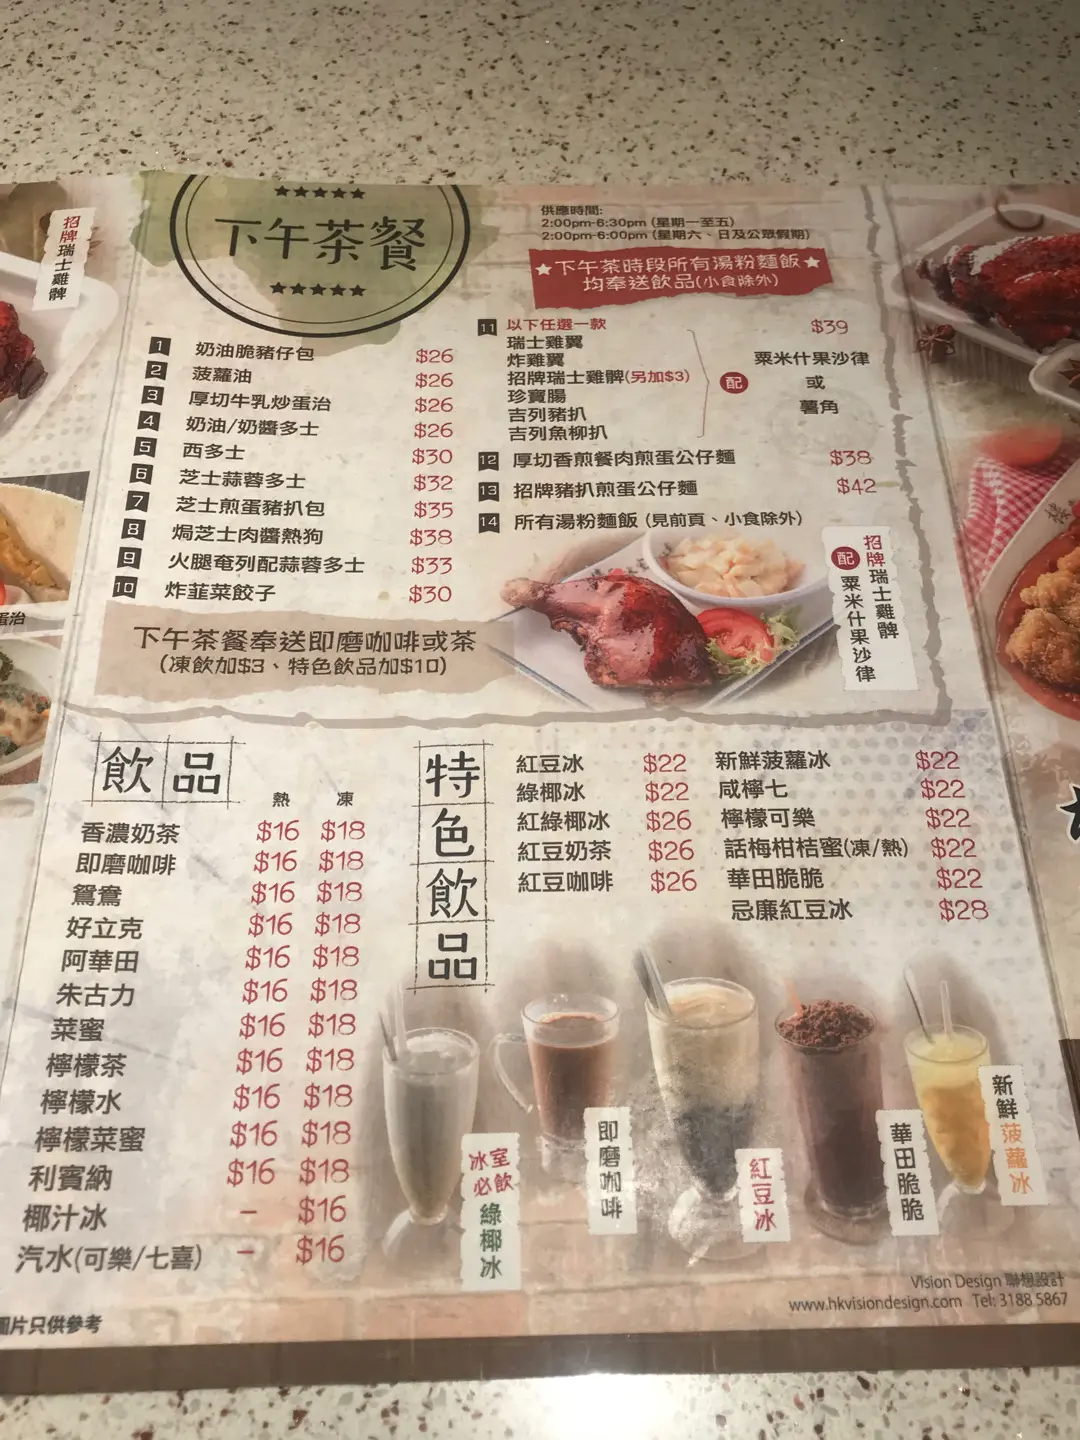 招牌瑞士雞髀
下午茶餐
供應時間:
2:00pm-6:30pm (星期一至五)
2:00pm-6:00pm (星期六、日及公眾假期)
下午茶時段所有湯粉麵飯
均奉送飲品(小食除外)
1 奶油脆豬仔包 $26
2 菠蘿油 $26
3 厚切牛乳炒蛋治 $26
4 奶油/奶醬多士 $26
5 西多士 $30
6 芝士蒜蓉多士 $32
7 芝士煎蛋豬扒包 $35
8 焗芝士肉醬熱狗 $38
9 火腿奄列配蒜蓉多士 $33
10 炸韮菜餃子 $30
下午茶餐奉送即磨咖啡或茶
(凍飲加$3、特色飲品加$10)
11 以下任選一款 $39
瑞士雞翼
炸雞翼
招牌瑞士雞髀(另加$3)
珍寶腸
吉列豬扒
吉列魚柳扒
配
粟米什果沙律
或
薯角
12 厚切香煎餐肉煎蛋公仔麵 $38
13 招牌豬扒煎蛋公仔麵 $42
14 所有湯粉麵飯 (見前頁、小食除外)
招牌瑞士雞髀
配粟米什果沙律
蛋治
飲品
熱 凍
香濃奶茶 $16 $18
即磨咖啡 $16 $18
鴛鴦 $16 $18
好立克 $16 $18
阿華田 $16 $18
朱古力 $16 $18
菜蜜 $16 $18
檸檬茶 $16 $18
檸檬水 $16 $18
檸檬菜蜜 $16 $18
利賓納 $16 $18
椰汁冰 – $16
汽水(可樂/七喜) – $16
特色飲品
紅豆冰 $22
綠椰冰 $22
紅綠椰冰 $26
紅豆奶茶 $26
紅豆咖啡 $26
新鮮菠蘿冰 $22
咸檸七 $22
檸檬可樂 $22
話梅柑桔蜜(凍/熱) $22
華田脆脆 $22
忌廉紅豆冰 $28
冰室必飲綠椰冰
即磨咖啡
紅豆冰
華田脆脆
新鮮菠蘿冰
Vision Design 聯想設計
www.hkvisiondesign.com Tel: 3188 5867
圖片只供參考